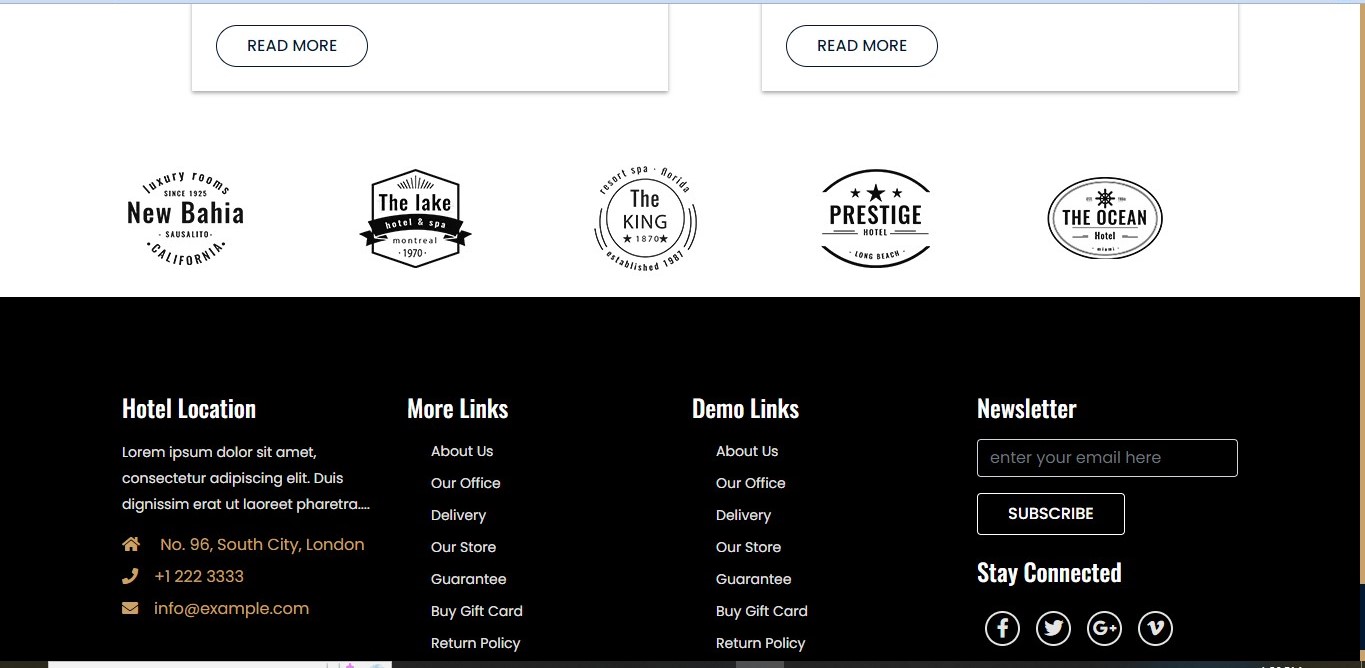 READ MORE
READ MORE
luxury rooms
SINCE 1925
New Bahia
- SAUSALITO-
•CALIFORNIA•
The lake
hotel & spa
montreal
·1970·
resort spa · florida
The
KING
★ 1870★
established 1987
★ ★ ★
PRESTIGE
HOTEL
· LONG BEACH ·
THE OCEAN
Hotel
· miami ·
Hotel Location
Lorem ipsum dolor sit amet,
consectetur adipiscing elit. Duis
dignissim erat ut laoreet pharetra....
No. 96, South City, London
+1 222 3333
info@example.com
More Links
About Us
Our Office
Delivery
Our Store
Guarantee
Buy Gift Card
Return Policy
Demo Links
About Us
Our Office
Delivery
Our Store
Guarantee
Buy Gift Card
Return Policy
Newsletter
enter your email here
SUBSCRIBE
Stay Connected